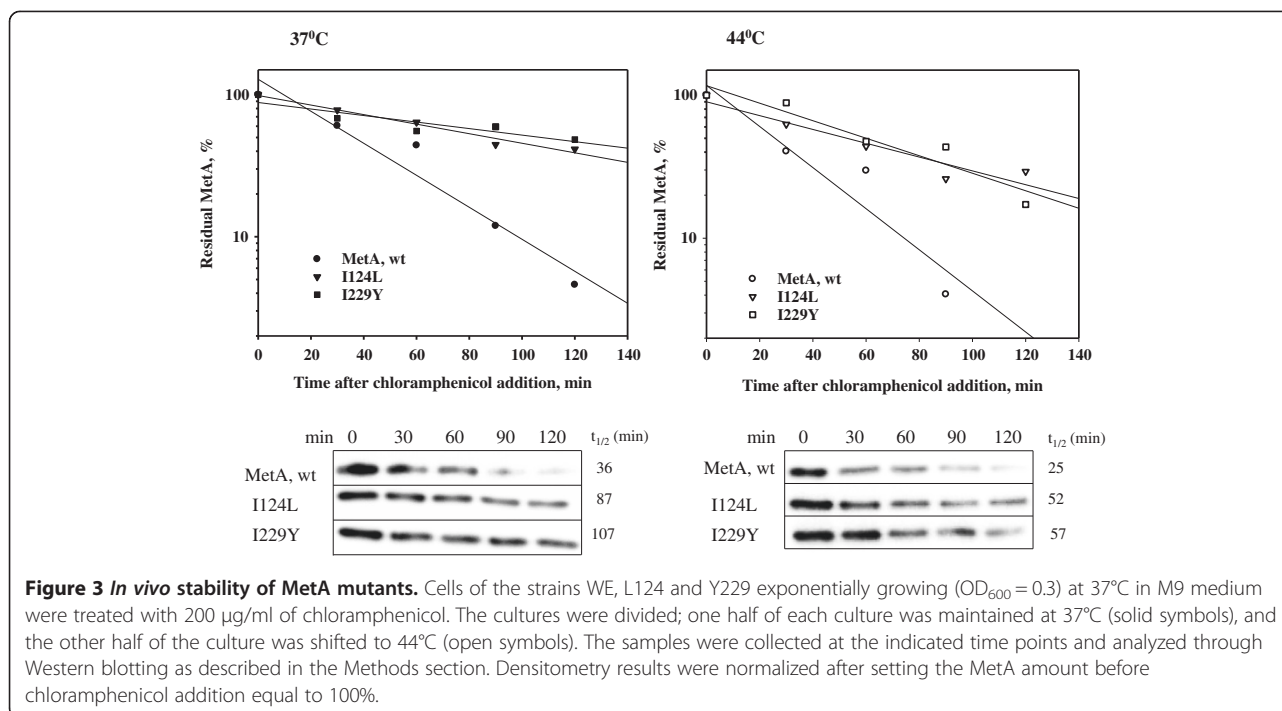 37⁰C
44⁰C
100
10
Residual MetA, %
MetA, wt
I124L
I229Y
0 20 40 60 80 100 120 140
Time after chloramphenicol addition, min
100
10
Residual MetA, %
MetA, wt
I124L
I229Y
0 20 40 60 80 100 120 140
Time after chloramphenicol addition, min
min 0 30 60 90 120 t1/2 (min)
MetA, wt 36
I124L 87
I229Y 107
min 0 30 60 90 120 t1/2 (min)
MetA, wt 25
I124L 52
I229Y 57
Figure 3 In vivo stability of MetA mutants. Cells of the strains WE, L124 and Y229 exponentially growing (OD600 = 0.3) at 37°C in M9 medium
were treated with 200 μg/ml of chloramphenicol. The cultures were divided; one half of each culture was maintained at 37°C (solid symbols), and
the other half of the culture was shifted to 44°C (open symbols). The samples were collected at the indicated time points and analyzed through
Western blotting as described in the Methods section. Densitometry results were normalized after setting the MetA amount before
chloramphenicol addition equal to 100%.